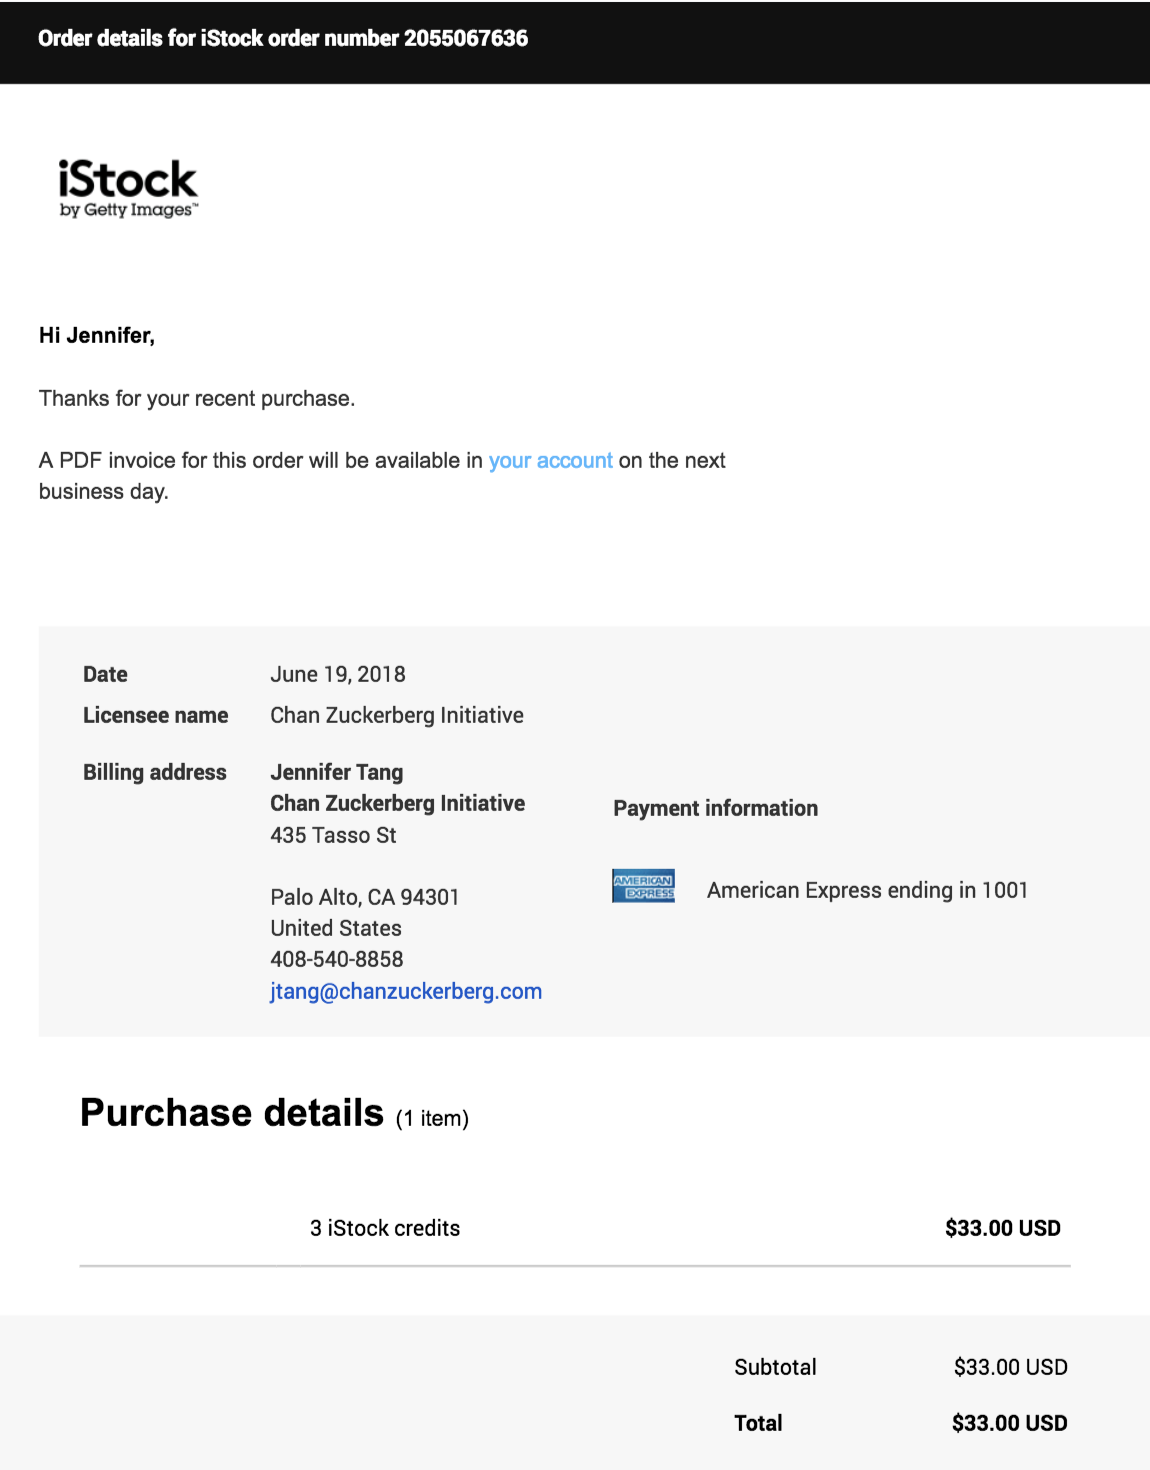 Order details for iStock order number 2055067636
iStock
by Getty Images™
Hi Jennifer,
Thanks for your recent purchase.
A PDF invoice for this order will be available in your account on the next
business day.
Date June 19, 2018
Licensee name Chan Zuckerberg Initiative
Billing address Jennifer Tang
Chan Zuckerberg Initiative
435 Tasso St
Palo Alto, CA 94301
United States
408-540-8858
jtang@chanzuckerberg.com
Payment information
AMERICAN
EXPRESS
American Express ending in 1001
Purchase details (1 item)
3 iStock credits $33.00 USD
Subtotal $33.00 USD
Total $33.00 USD